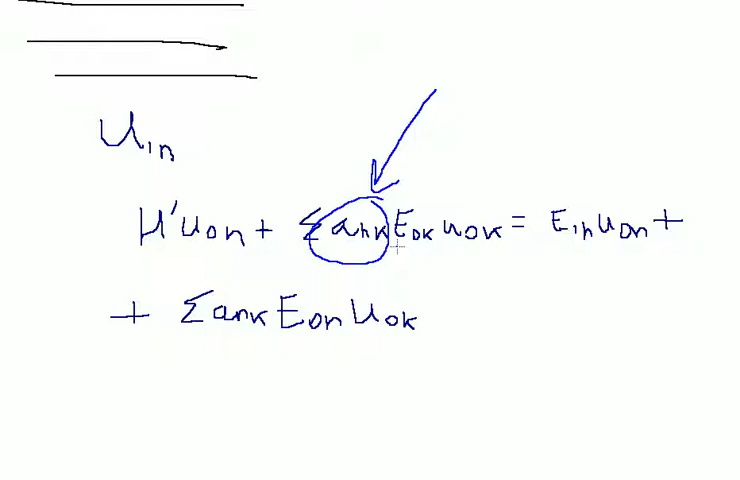 u₁ₙ
H'u₀ₙ + Σaₙₖ E₀ₖ u₀ₖ = E₁ₙ u₀ₙ +
+ Σaₙₖ E₀ₙ u₀ₖ